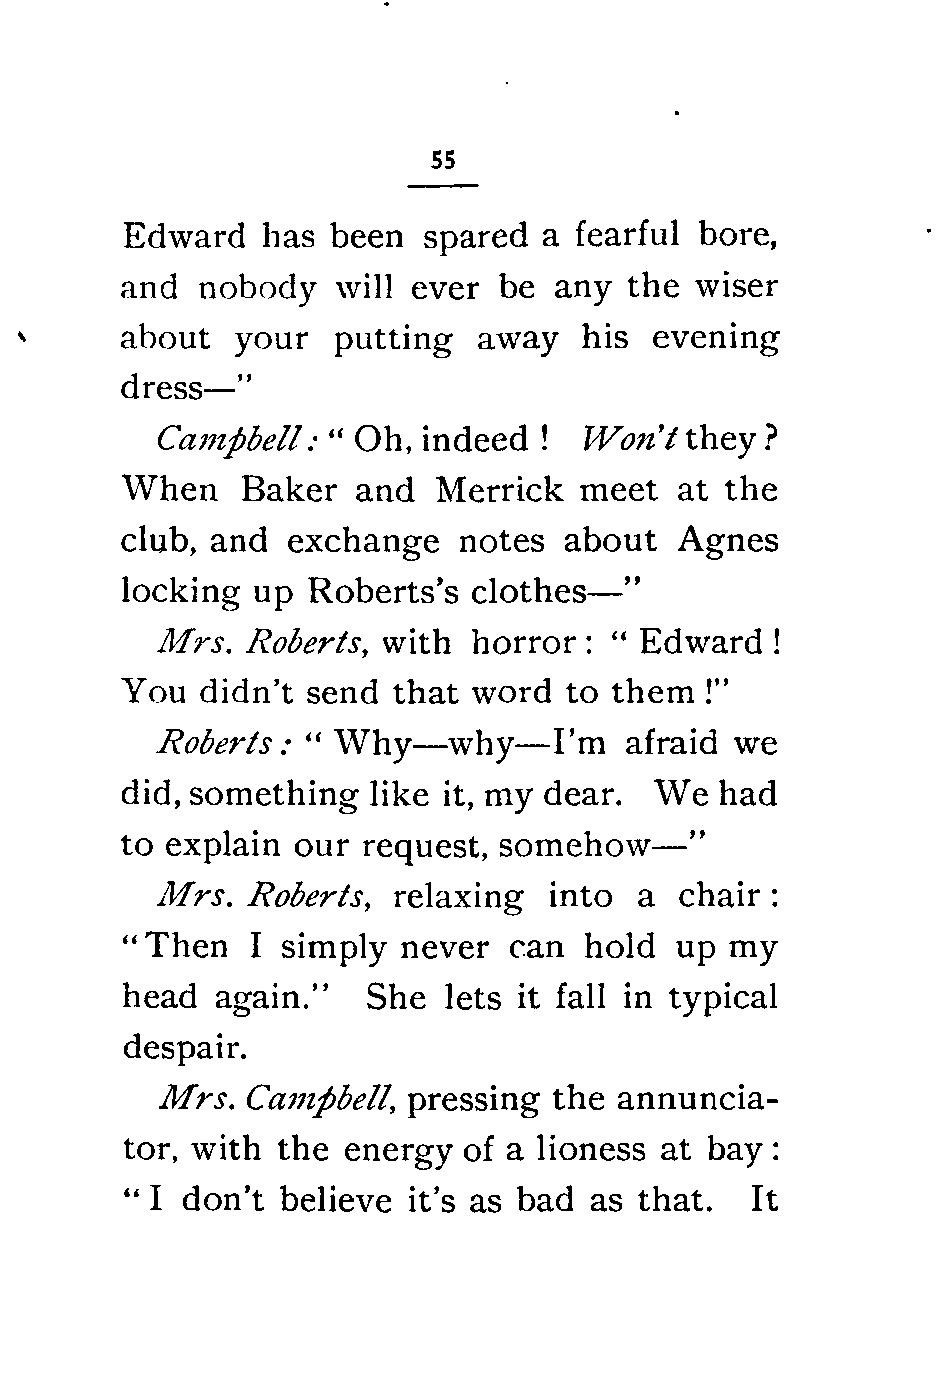 55
Edward has been spared a fearful bore,
and nobody will ever be any the wiser
about your putting away his evening
dress—"
Campbell: " Oh, indeed ! Won't they ?
When Baker and Merrick meet at the
club, and exchange notes about Agnes
locking up Roberts's clothes—"
Mrs. Roberts, with horror : " Edward !
You didn't send that word to them !"
Roberts : " Why—why—I'm afraid we
did, something like it, my dear. We had
to explain our request, somehow—"
Mrs. Roberts, relaxing into a chair :
"Then I simply never can hold up my
head again." She lets it fall in typical
despair.
Mrs. Campbell, pressing the annuncia-
tor, with the energy of a lioness at bay :
" I don't believe it's as bad as that. It